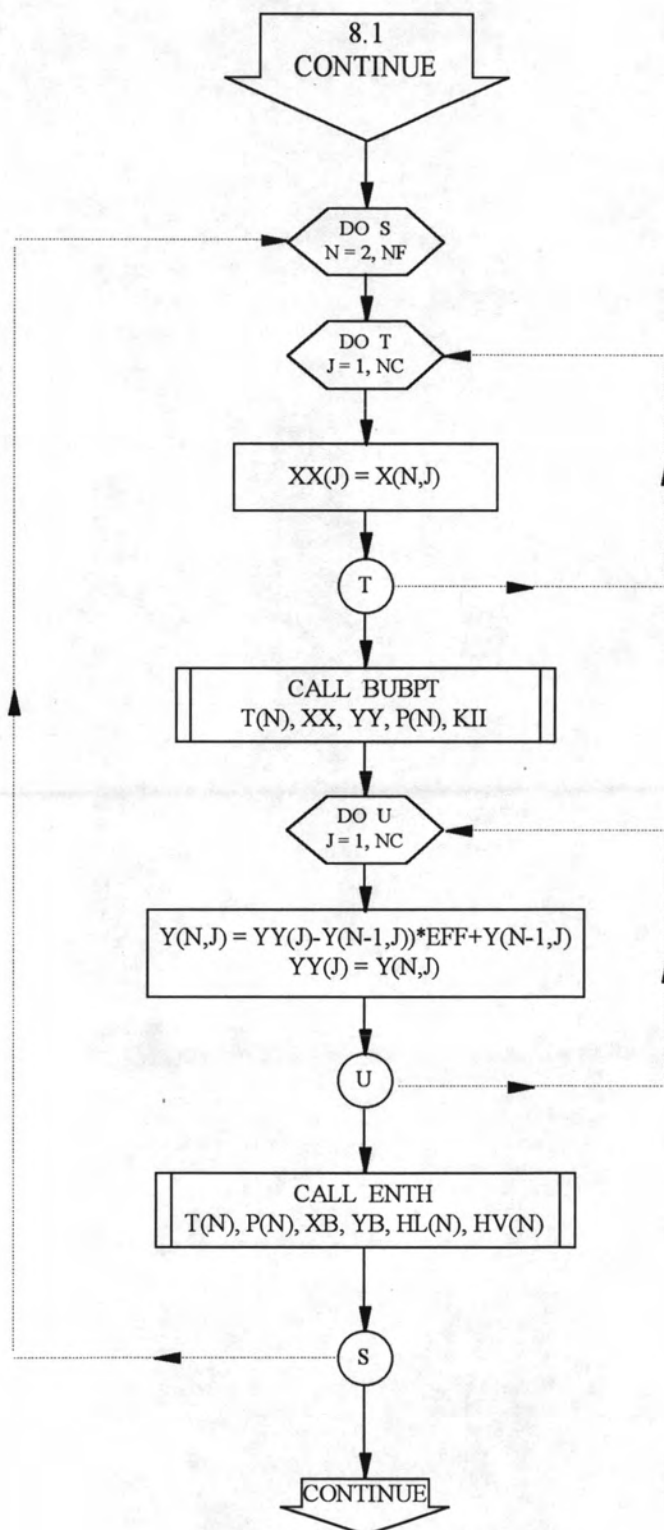 8.1
CONTINUE
DO S
N = 2, NF
DO T
J = 1, NC
XX(J) = X(N,J)
T
CALL BUBPT
T(N), XX, YY, P(N), KII
DO U
J = 1, NC
Y(N,J) = YY(J)-Y(N-1,J))*EFF+Y(N-1,J)
YY(J) = Y(N,J)
U
CALL ENTH
T(N), P(N), XB, YB, HL(N), HV(N)
S
CONTINUE